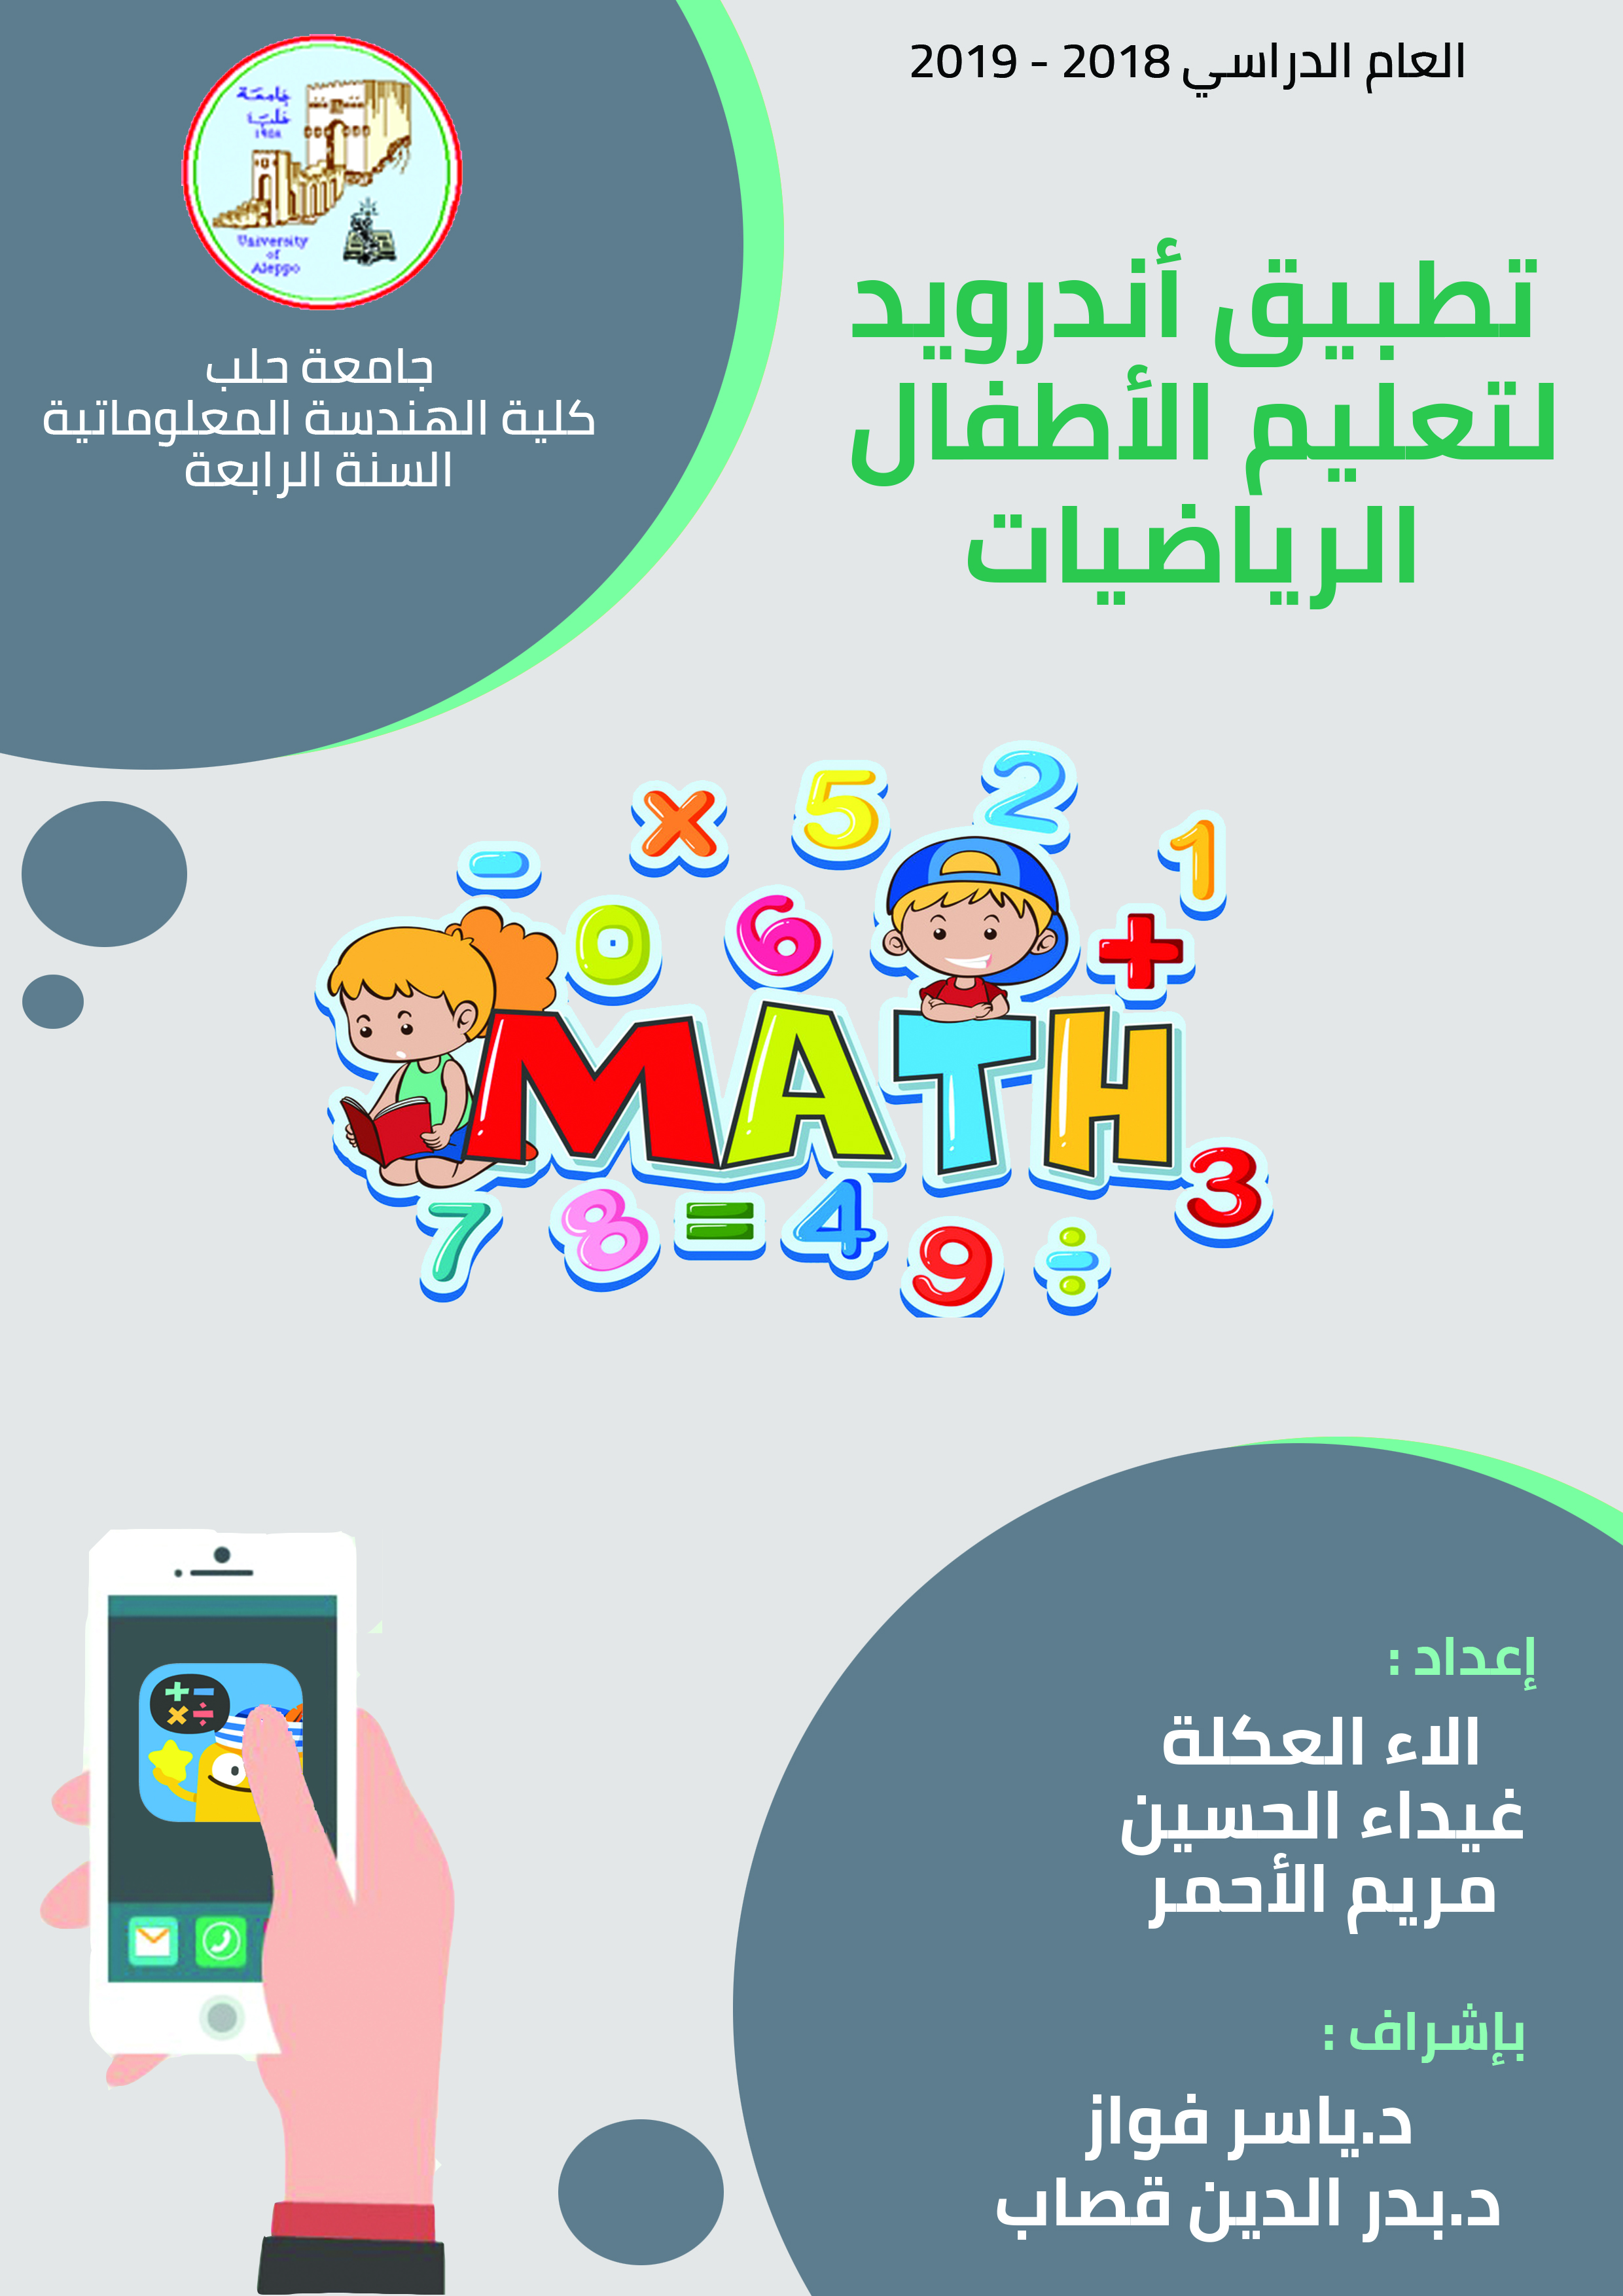 العام الدراسي 2018 - 2019
جامعة
حلب
University
of
Aleppo
جامعة حلب
كلية الهندسة المعلوماتية
السنة الرابعة
تطبيق أندرويد
لتعليم الأطفال
الرياضيات
- × 5 2 1
0 6 +
MATH
7 8 = 4 9 ÷ 3
+ -
× ÷
إعداد :
الاء العكلة
غيداء الحسين
مريم الأحمر
بإشراف :
د.ياسر فواز
د.بدر الدين قصاب